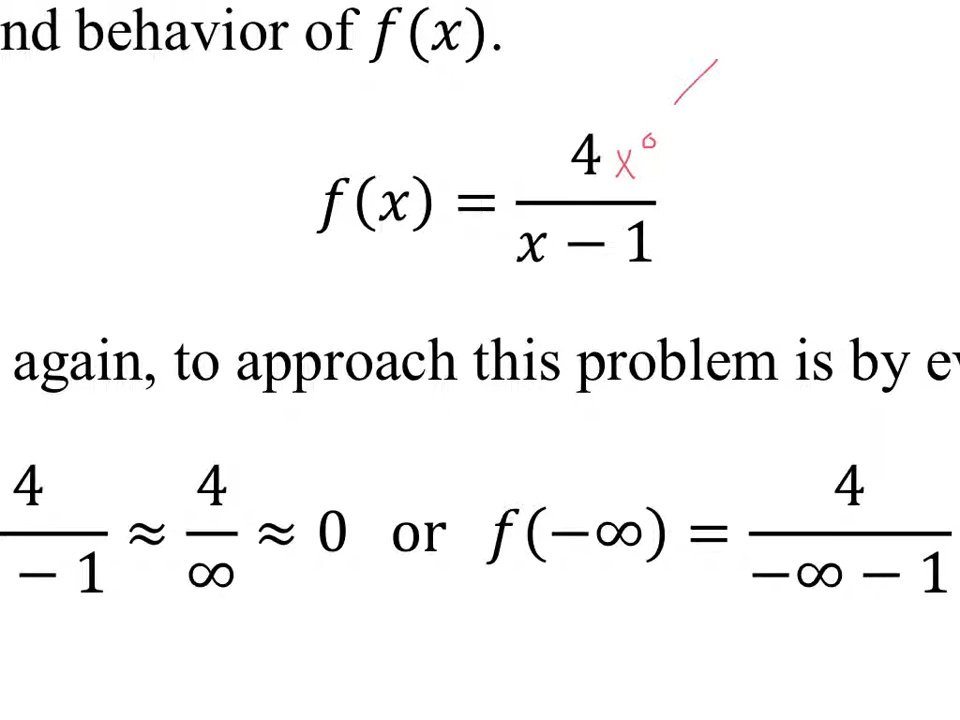 nd behavior of f(x).
f(x) = 4x⁰ / (x − 1)
again, to approach this problem is by ev
4 / − 1 ≈ 4/∞ ≈ 0 or f(−∞) = 4 / (−∞ − 1)